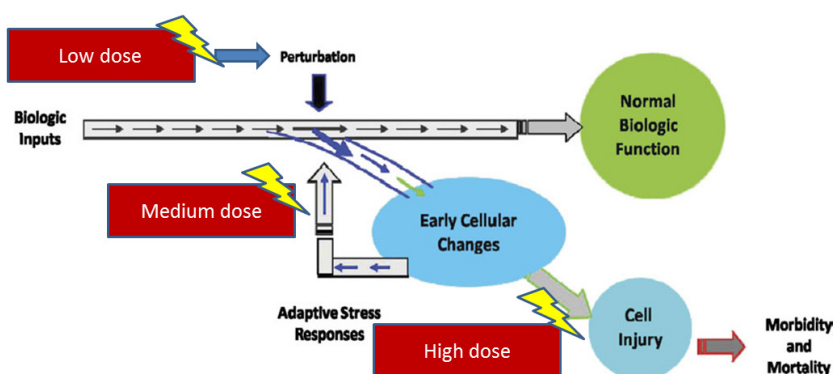 Low dose
Perturbation
Biologic
Inputs
Normal
Biologic
Function
Medium dose
Early Cellular
Changes
Adaptive Stress
Responses
High dose
Cell
Injury
Morbidity
and
Mortality